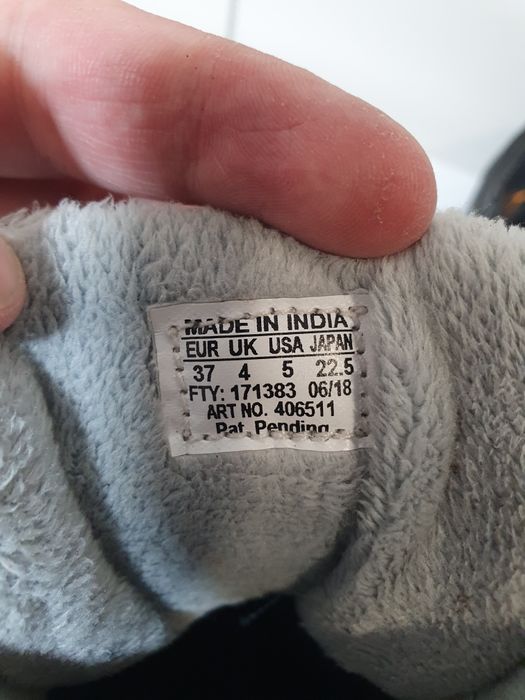 MADE IN INDIA
EUR UK USA JAPAN
37 4 5 22.5
FTY: 171383 06/18
ART NO. 406511
Pat. Pending